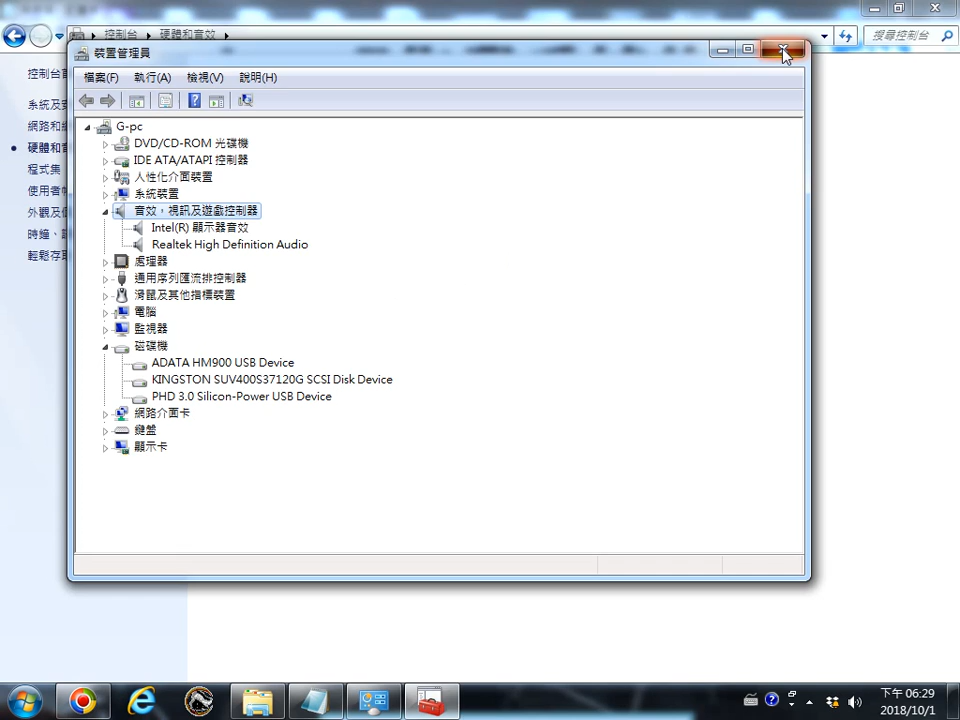 控制台 硬體和音效
搜尋控制台
裝置管理員
檔案(F) 執行(A) 檢視(V) 說明(H)
G-pc
DVD/CD-ROM 光碟機
IDE ATA/ATAPI 控制器
人性化介面裝置
系統裝置
音效，視訊及遊戲控制器
Intel(R) 顯示器音效
Realtek High Definition Audio
處理器
通用序列匯流排控制器
滑鼠及其他指標裝置
電腦
監視器
磁碟機
ADATA HM900 USB Device
KINGSTON SUV400S37120G SCSI Disk Device
PHD 3.0 Silicon-Power USB Device
網路介面卡
鍵盤
顯示卡
控制台
系統及
網路和
硬體和音
程式集
使用者
外觀及
時鐘、
輕鬆存取
下午 06:29
2018/10/1